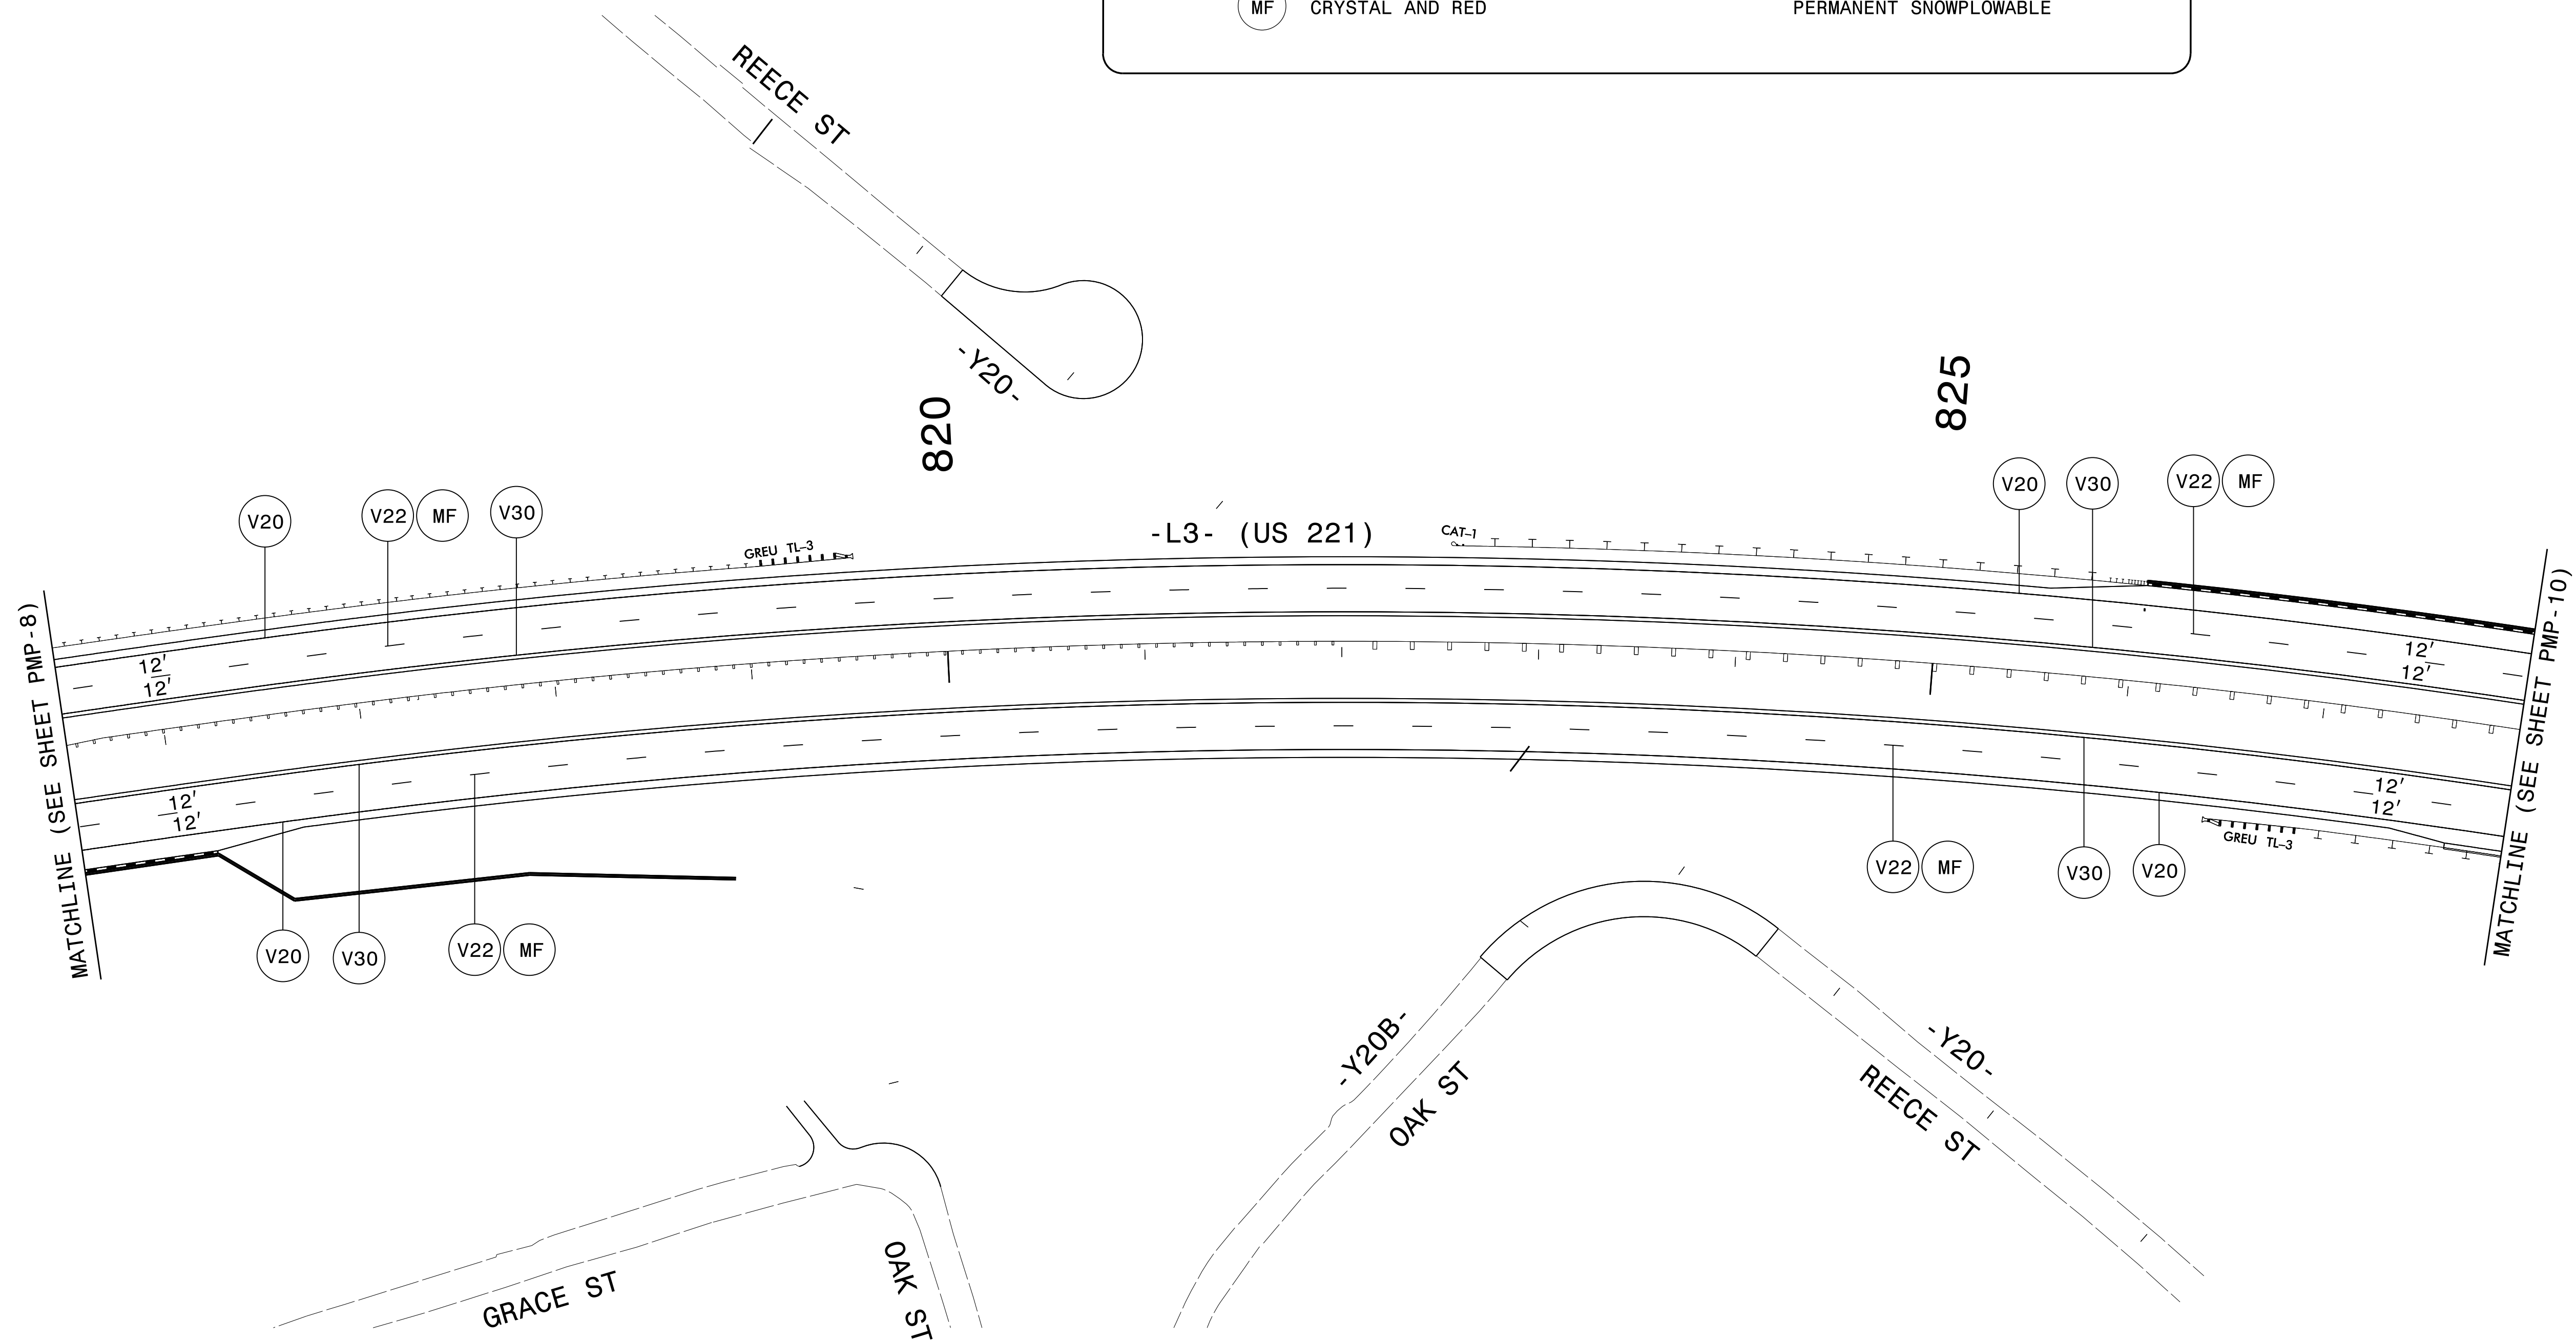 MF CRYSTAL AND RED PERMANENT SNOWPLOWABLE
REECE ST
-Y20-
820
825
V20 V22 MF V30
GREU TL-3
-L3- (US 221)
CAT-1
V20 V30 V22 MF
MATCHLINE (SEE SHEET PMP-8)
12'
12'
12'
12'
12'
12'
12'
12'
MATCHLINE (SEE SHEET PMP-10)
GREU TL-3
V20 V30 V22 MF
V22 MF V30 V20
-Y20B-
OAK ST
-Y20-
REECE ST
GRACE ST
OAK ST